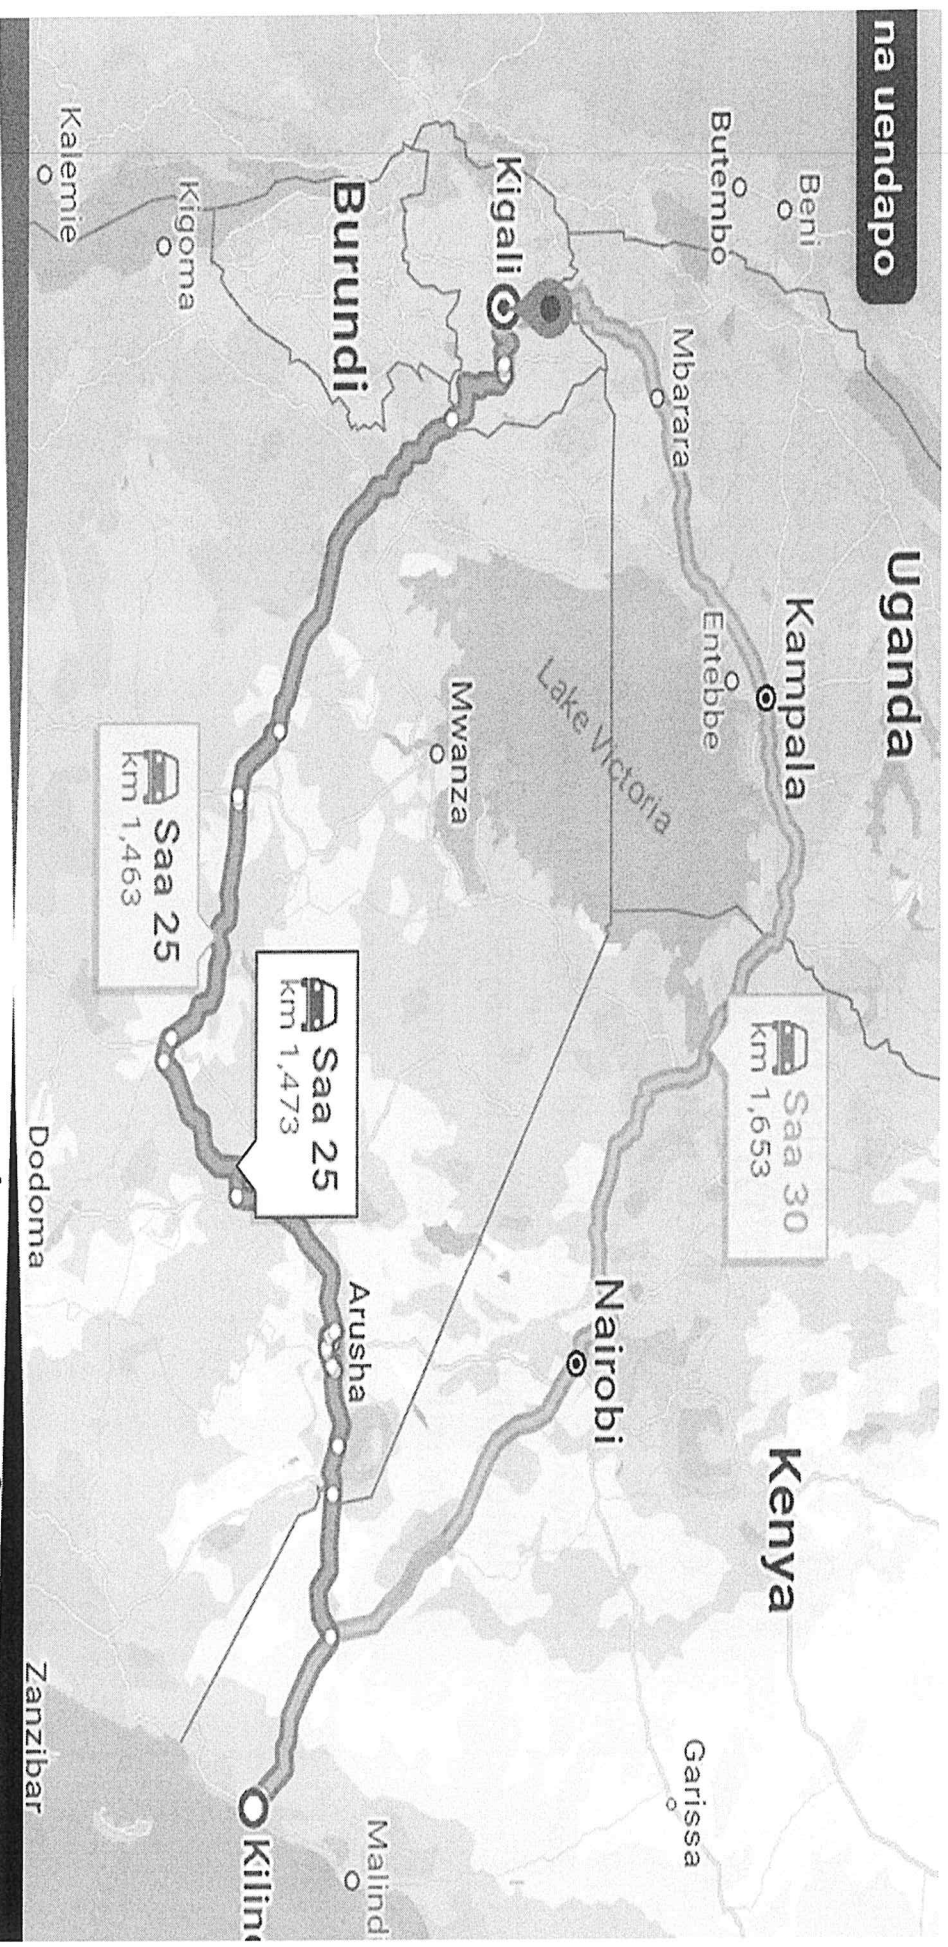 na uendapo
Uganda
Beni
Butembo
Kampala
Entebbe
Mbarara
Saa 30
km 1,653
Kenya
Garissa
Nairobi
Kigali
Lake Victoria
Mwanza
Burundi
Arusha
Malind
Saa 25
km 1,473
Kigoma
Saa 25
km 1,463
Kilin
Kalemie
Dodoma
Zanzibar